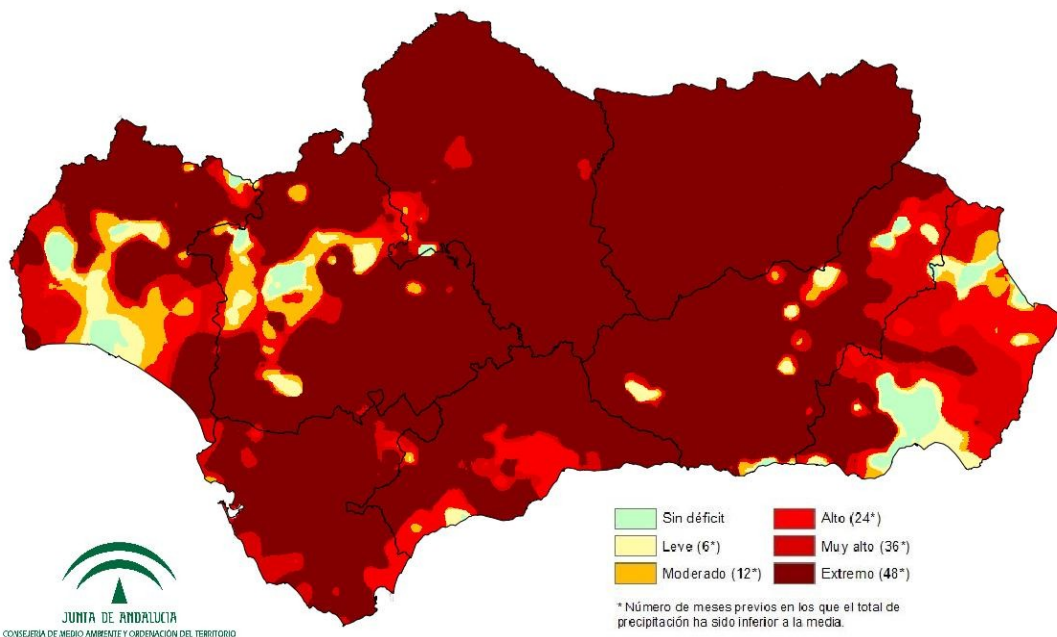 Sin déficit
Leve (6*)
Moderado (12*)
Alto (24*)
Muy alto (36*)
Extremo (48*)
* Número de meses previos en los que el total de
precipitación ha sido inferior a la media.
JUNTA DE ANDALUCIA
CONSEJERÍA DE MEDIO AMBIENTE Y ORDENACIÓN DEL TERRITORIO